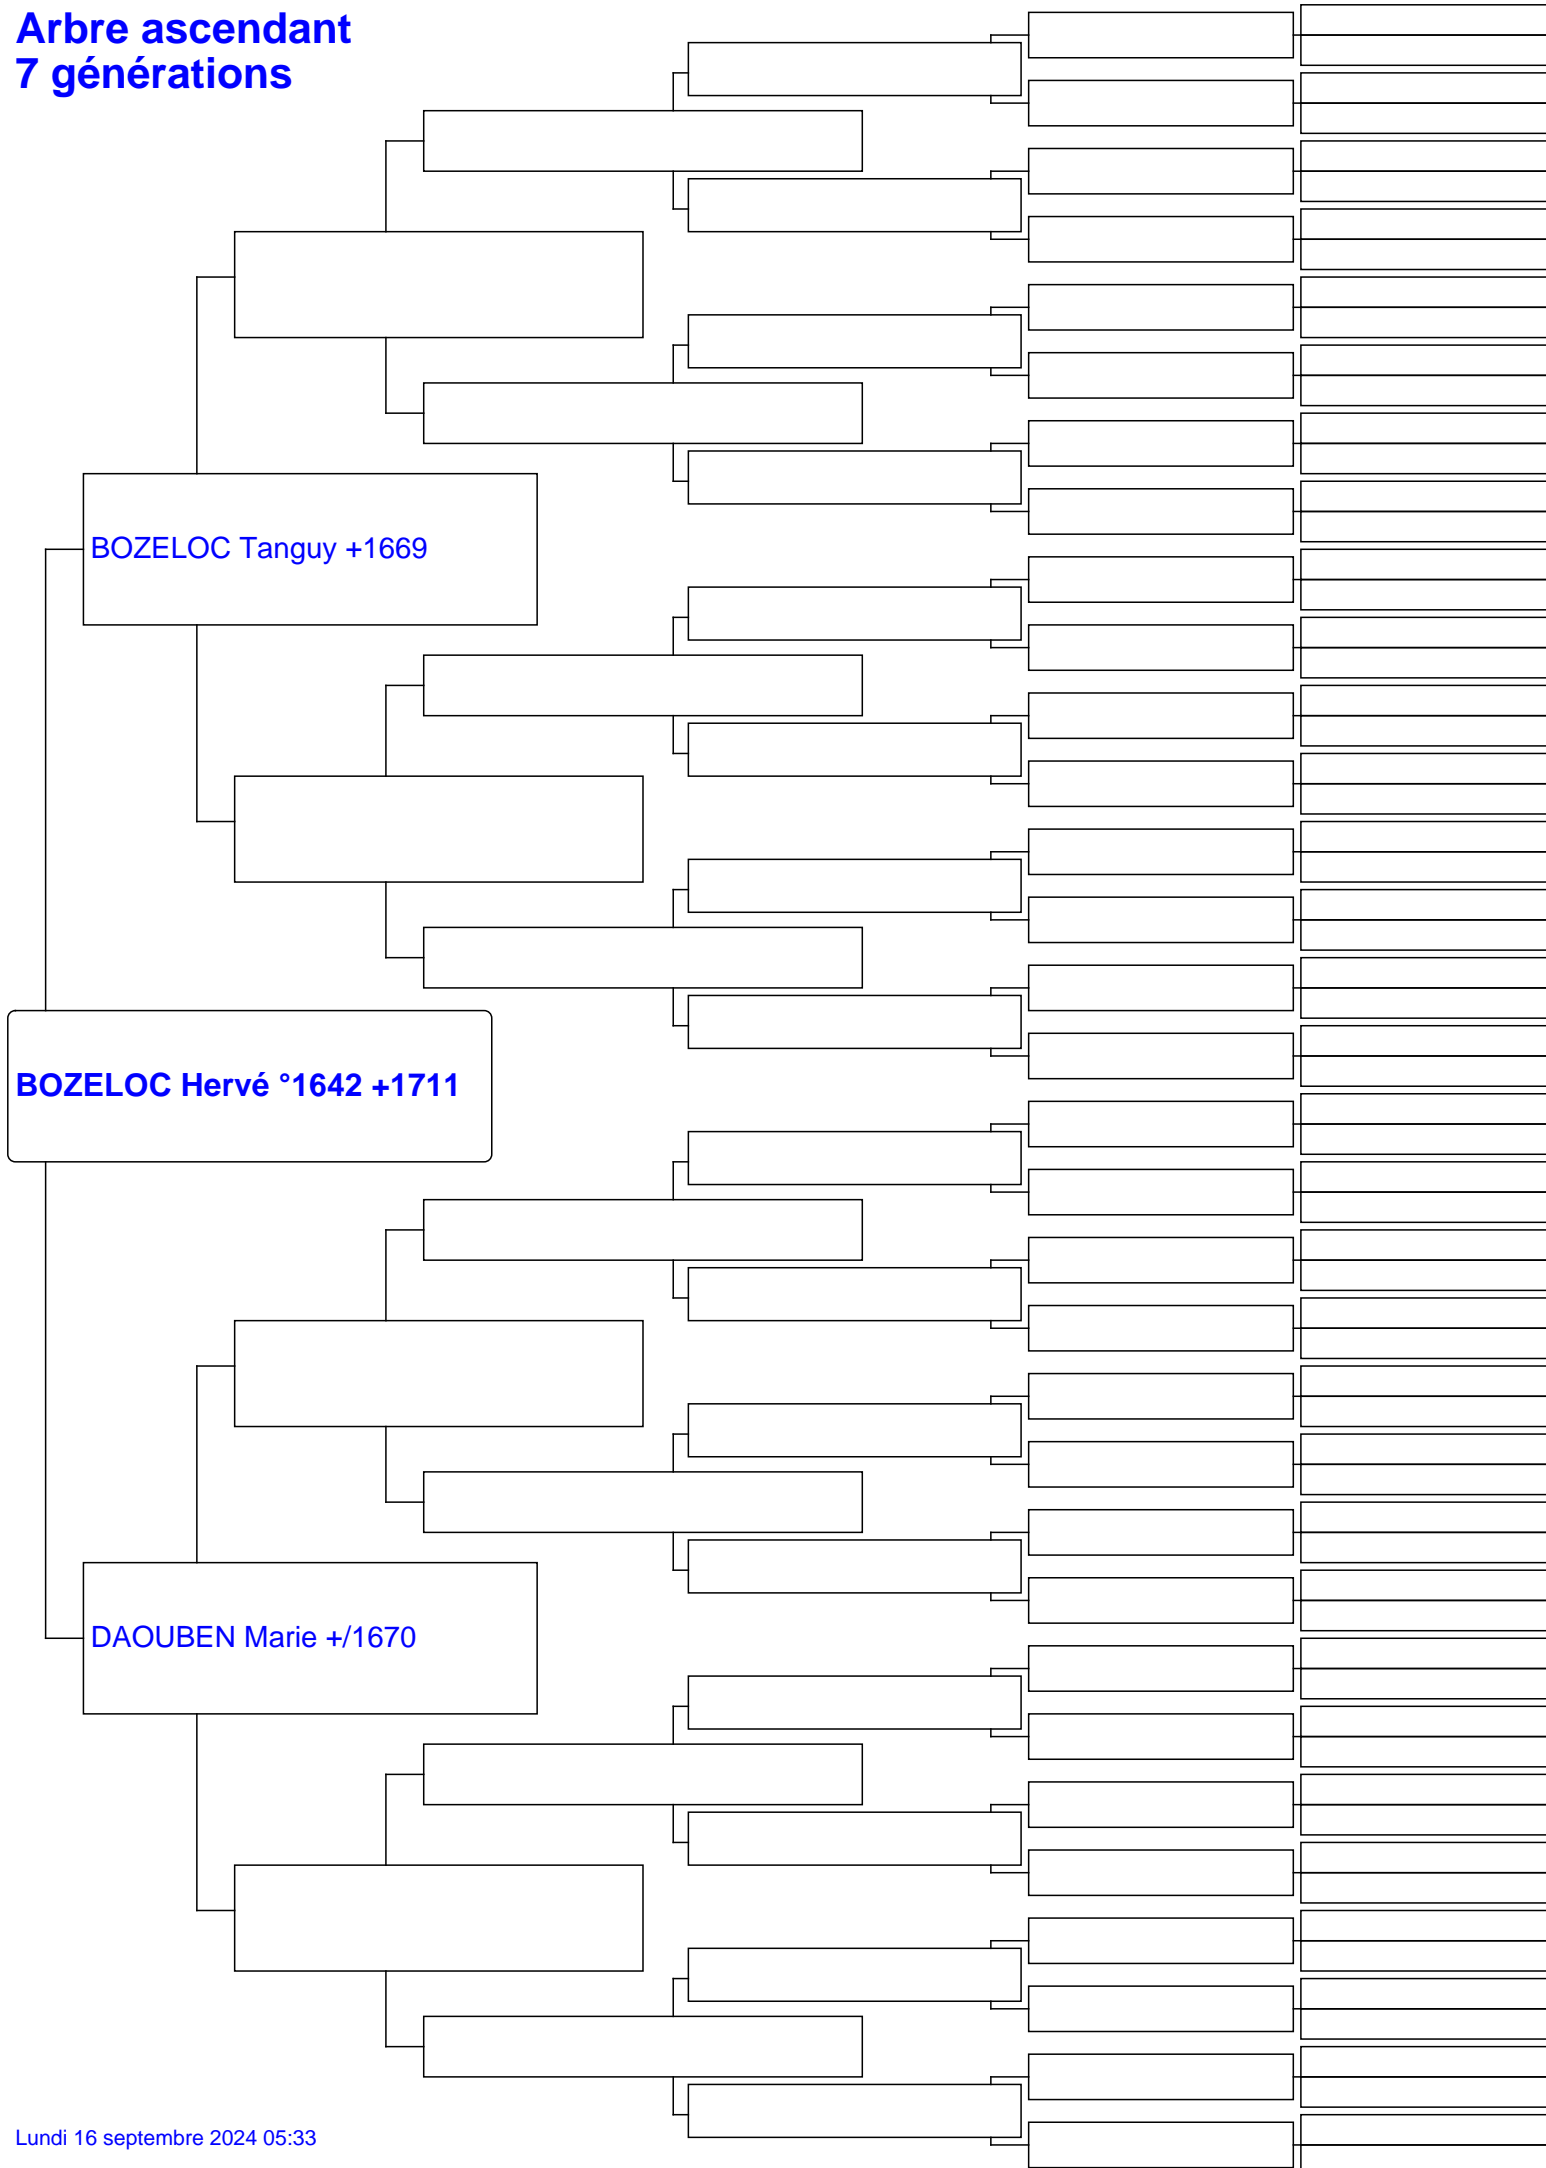 Arbre ascendant
7 générations
BOZELOC Tanguy +1669
BOZELOC Hervé °1642 +1711
DAOUBEN Marie +/1670
Lundi 16 septembre 2024 05:33